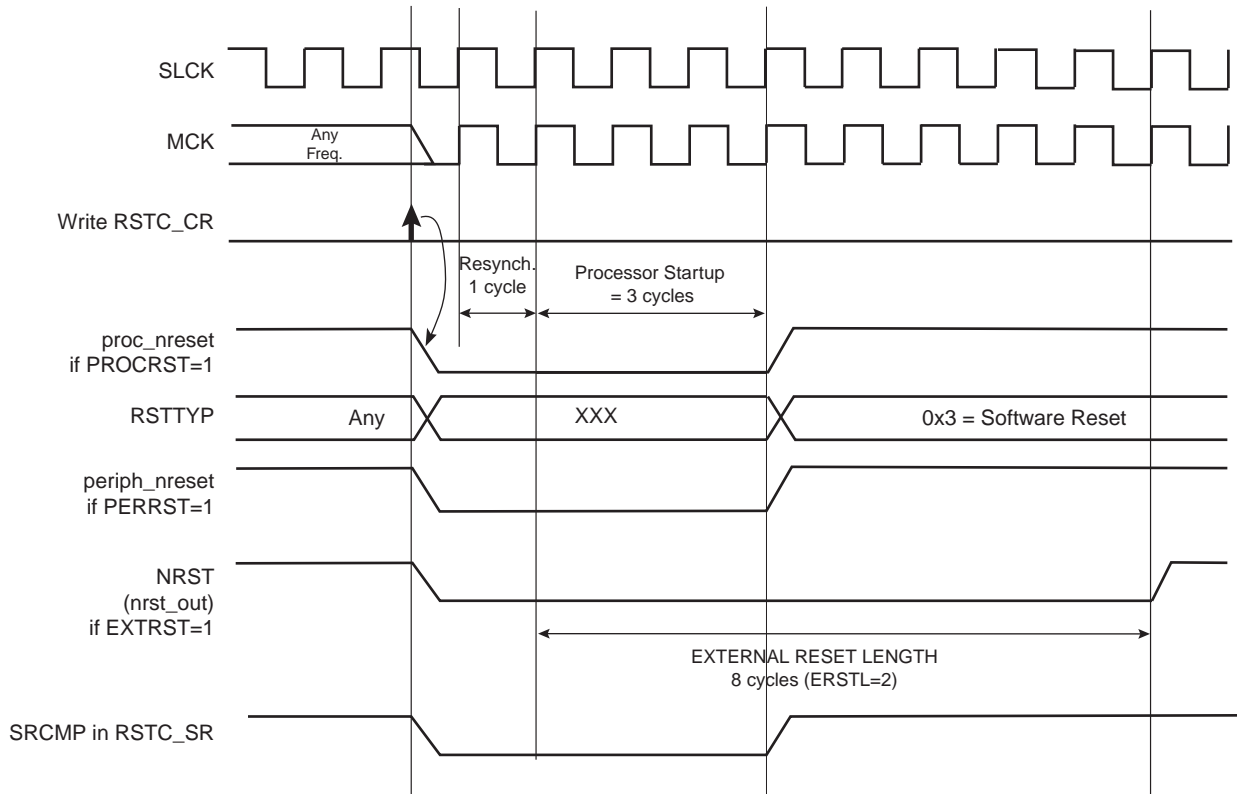 SLCK
MCK
Any
Freq.
Write RSTC_CR
Resynch.
1 cycle
Processor Startup
= 3 cycles
proc_nreset
if PROCRST=1
RSTTYP
Any
XXX
0x3 = Software Reset
periph_nreset
if PERRST=1
NRST
(nrst_out)
if EXTRST=1
EXTERNAL RESET LENGTH
8 cycles (ERSTL=2)
SRCMP in RSTC_SR